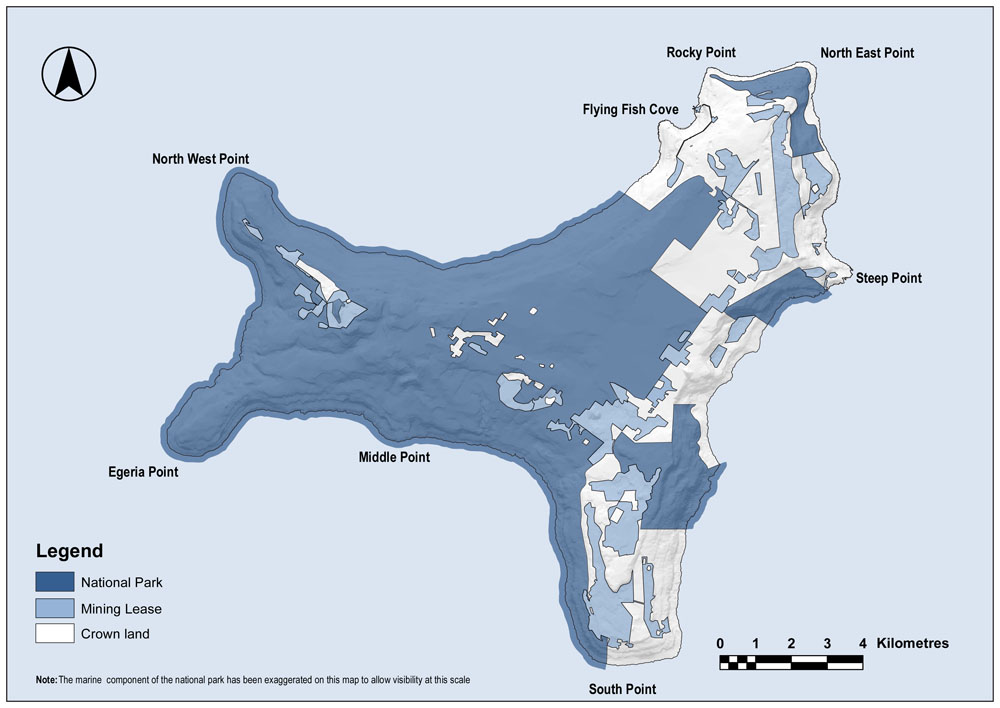 Rocky Point
North East Point
Flying Fish Cove
North West Point
Steep Point
Middle Point
Egeria Point
Legend
National Park
Mining Lease
Crown land
0 1 2 3 4 Kilometres
Note: The marine component of the national park has been exaggerated on this map to allow visibility at this scale
South Point